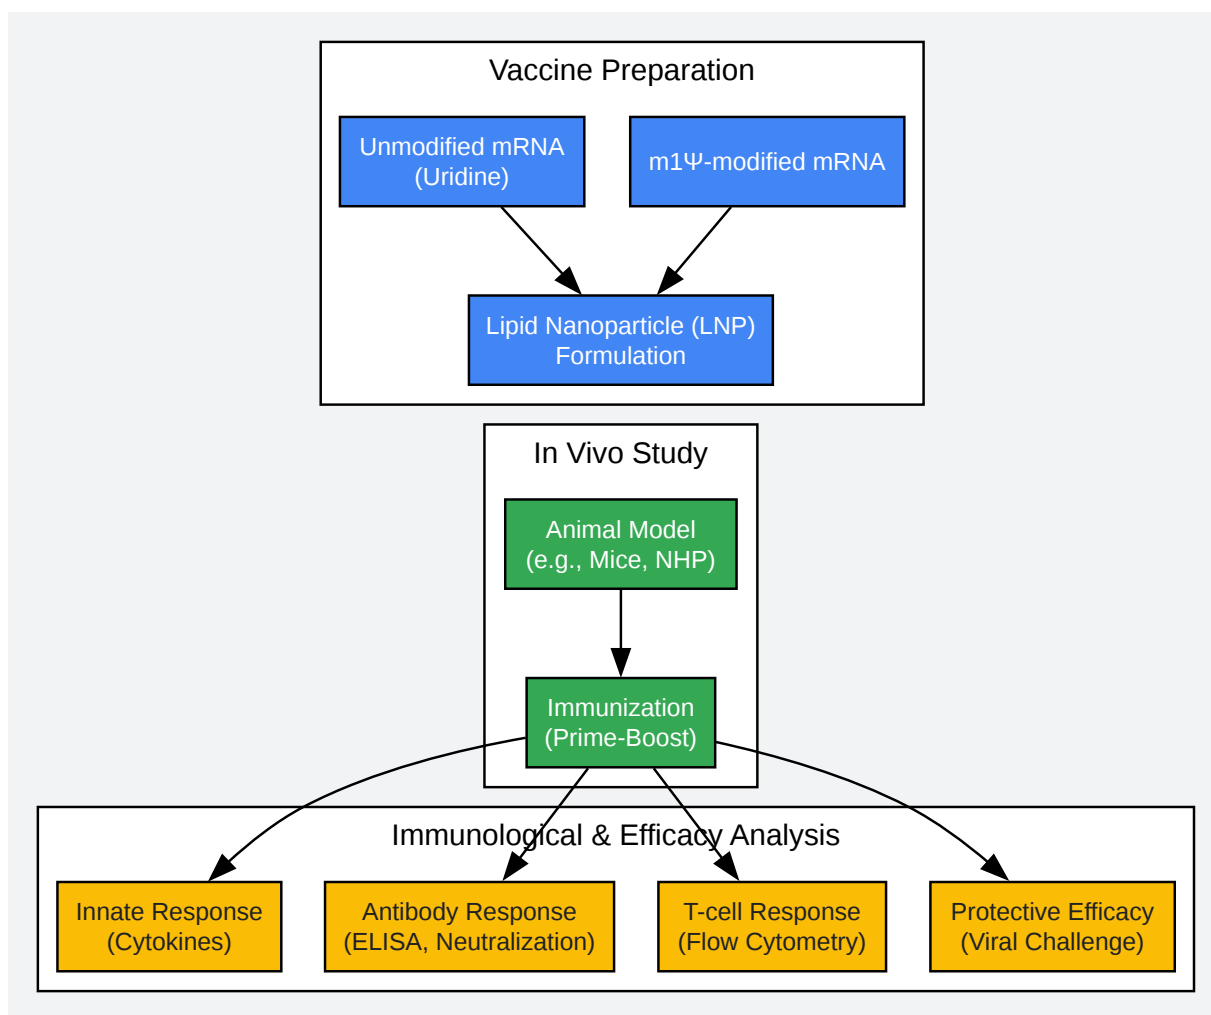 Vaccine Preparation
Unmodified mRNA
(Uridine)
m1Ψ-modified mRNA
Lipid Nanoparticle (LNP)
Formulation
In Vivo Study
Animal Model
(e.g., Mice, NHP)
Immunization
(Prime-Boost)
Immunological & Efficacy Analysis
Innate Response
(Cytokines)
Antibody Response
(ELISA, Neutralization)
T-cell Response
(Flow Cytometry)
Protective Efficacy
(Viral Challenge)